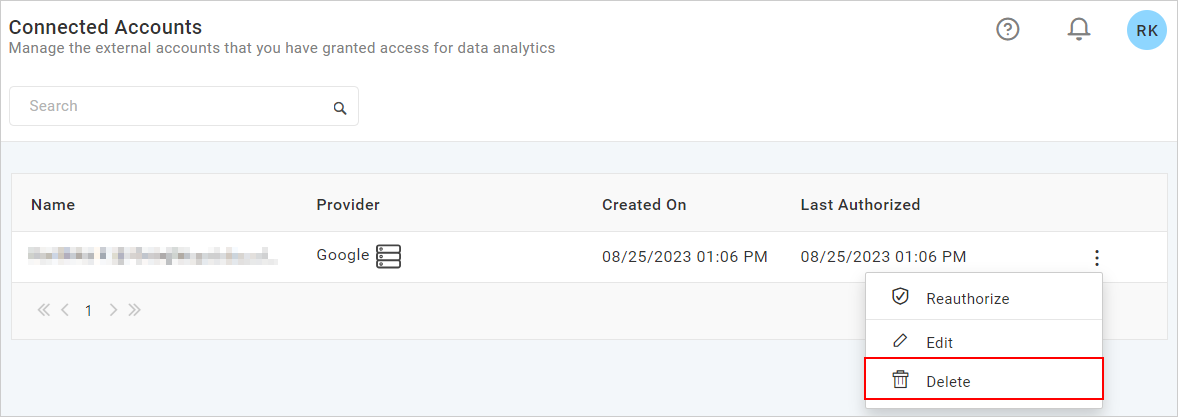 Connected Accounts
Manage the external accounts that you have granted access for data analytics
RK
Search
Name Provider Created On Last Authorized
Google 08/25/2023 01:06 PM 08/25/2023 01:06 PM
1
Reauthorize
Edit
Delete